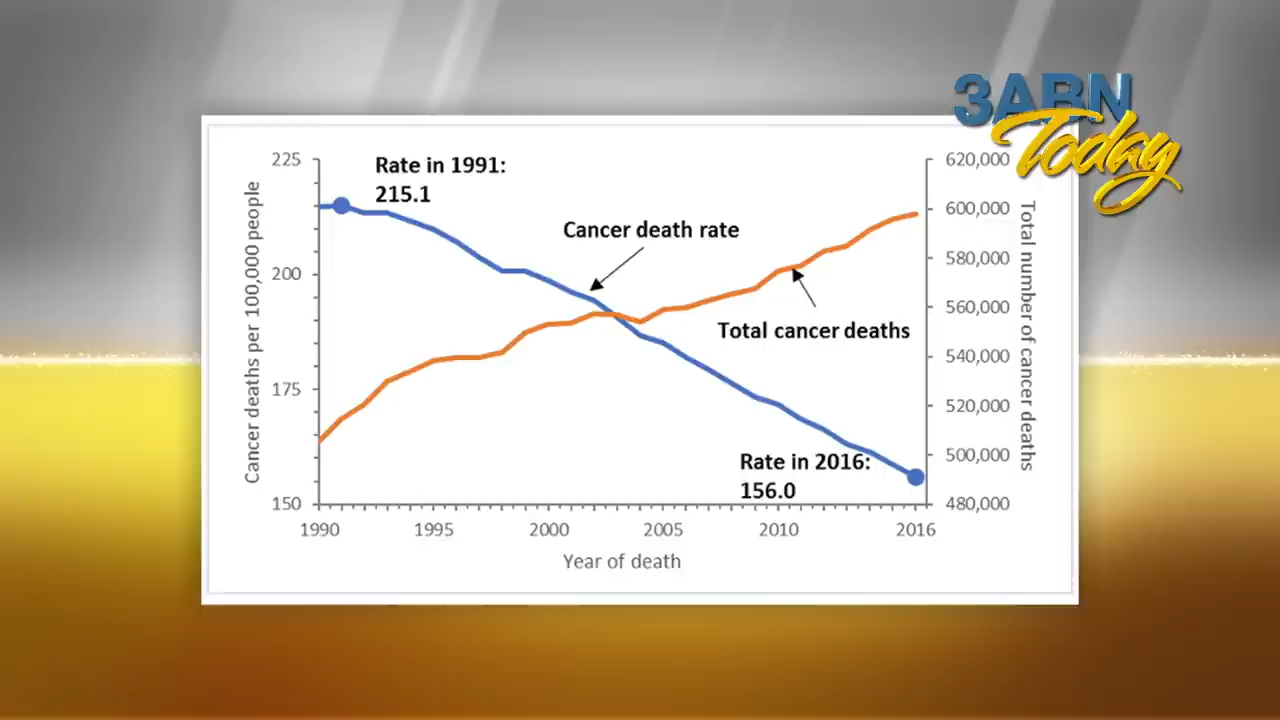 3ABN
Today
225
200
175
150
Cancer deaths per 100,000 people
Rate in 1991:
215.1
Cancer death rate
Total cancer deaths
Rate in 2016:
156.0
620,000
600,000
580,000
560,000
540,000
520,000
500,000
480,000
Total number of cancer deaths
1990 1995 2000 2005 2010 2016
Year of death